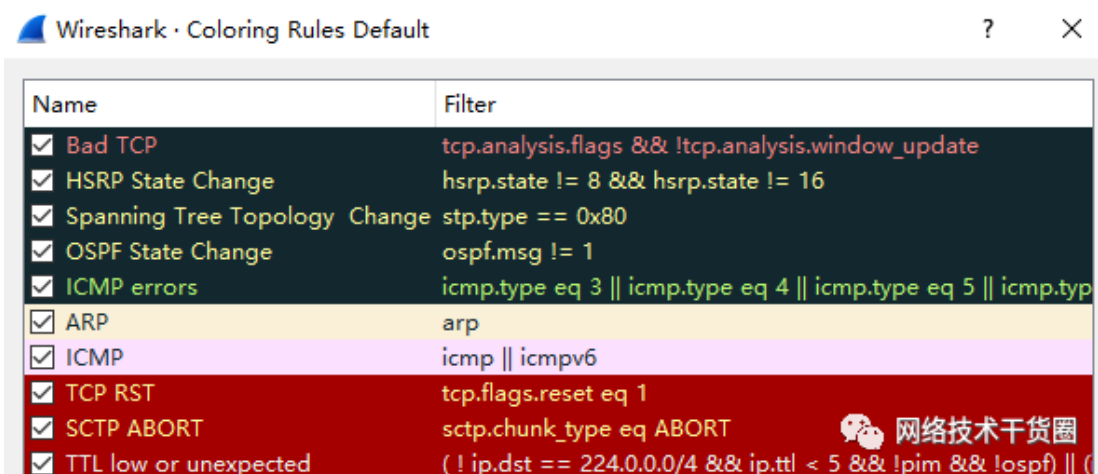 Wireshark · Coloring Rules Default ? ×
Name Filter
Bad TCP tcp.analysis.flags && !tcp.analysis.window_update
HSRP State Change hsrp.state != 8 && hsrp.state != 16
Spanning Tree Topology Change stp.type == 0x80
OSPF State Change ospf.msg != 1
ICMP errors icmp.type eq 3 || icmp.type eq 4 || icmp.type eq 5 || icmp.typ
ARP arp
ICMP icmp || icmpv6
TCP RST tcp.flags.reset eq 1
SCTP ABORT sctp.chunk_type eq ABORT
网络技术干货圈
TTL low or unexpected ( ! ip.dst == 224.0.0.0/4 && ip.ttl < 5 && !pim && !ospf) || (